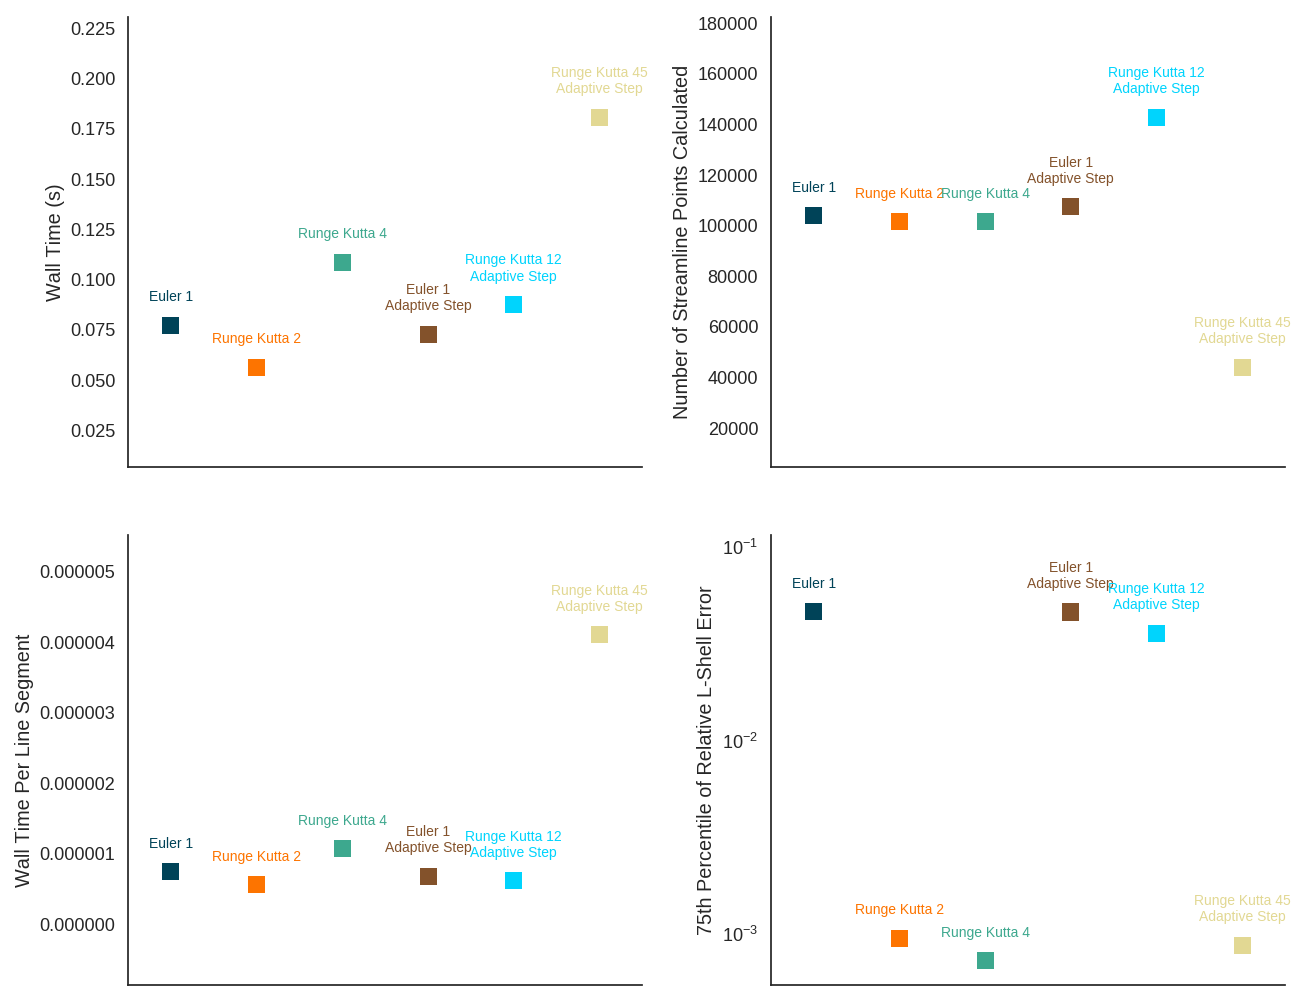 0.225
0.200
0.175
0.150
0.125
0.100
0.075
0.050
0.025
Wall Time (s)
Euler 1
Runge Kutta 2
Runge Kutta 4
Euler 1
Adaptive Step
Runge Kutta 12
Adaptive Step
Runge Kutta 45
Adaptive Step
180000
160000
140000
120000
100000
80000
60000
40000
20000
Number of Streamline Points Calculated
Euler 1
Runge Kutta 2
Runge Kutta 4
Euler 1
Adaptive Step
Runge Kutta 12
Adaptive Step
Runge Kutta 45
Adaptive Step
0.000005
0.000004
0.000003
0.000002
0.000001
0.000000
Wall Time Per Line Segment
Euler 1
Runge Kutta 2
Runge Kutta 4
Euler 1
Adaptive Step
Runge Kutta 12
Adaptive Step
Runge Kutta 45
Adaptive Step
10⁻¹
10⁻²
10⁻³
75th Percentile of Relative L-Shell Error
Euler 1
Runge Kutta 2
Runge Kutta 4
Euler 1
Adaptive Step
Runge Kutta 12
Adaptive Step
Runge Kutta 45
Adaptive Step